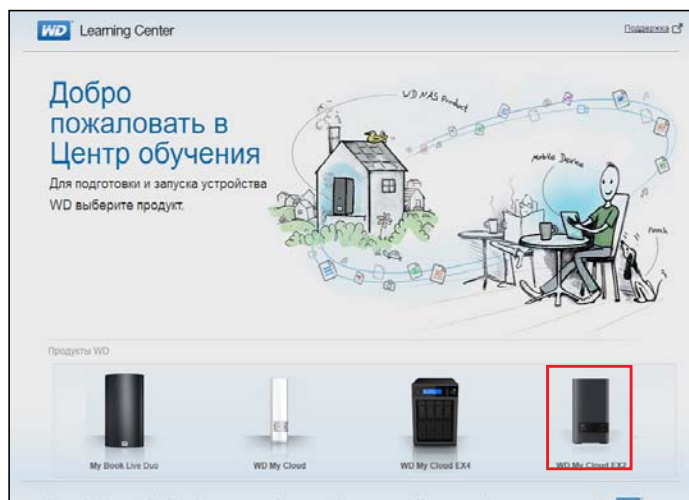 WD Learning Center
Поддержка
Добро
пожаловать в
Центр обучения
Для подготовки и запуска устройства
WD выберите продукт.
WD NAS Product
Mobile Device
Pooch
Продукты WD
My Book Live Duo
WD My Cloud
WD My Cloud EX4
WD My Cloud EX2